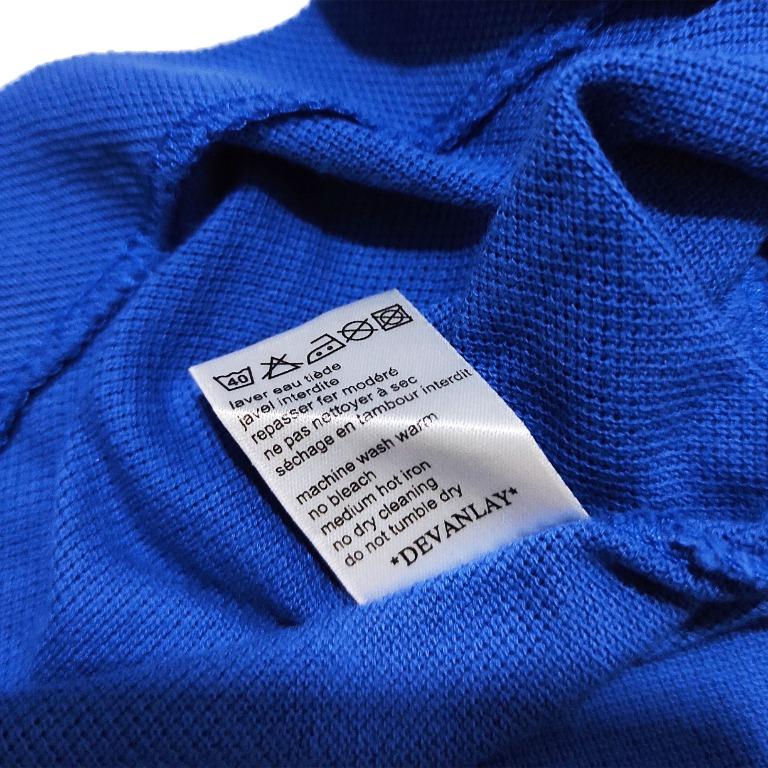 40
laver eau tiède
javel interdite
repasser fer modéré
ne pas nettoyer à sec
séchage en tambour interdit
machine wash warm
no bleach
medium hot iron
no dry cleaning
do not tumble dry
*DEVANLAY*